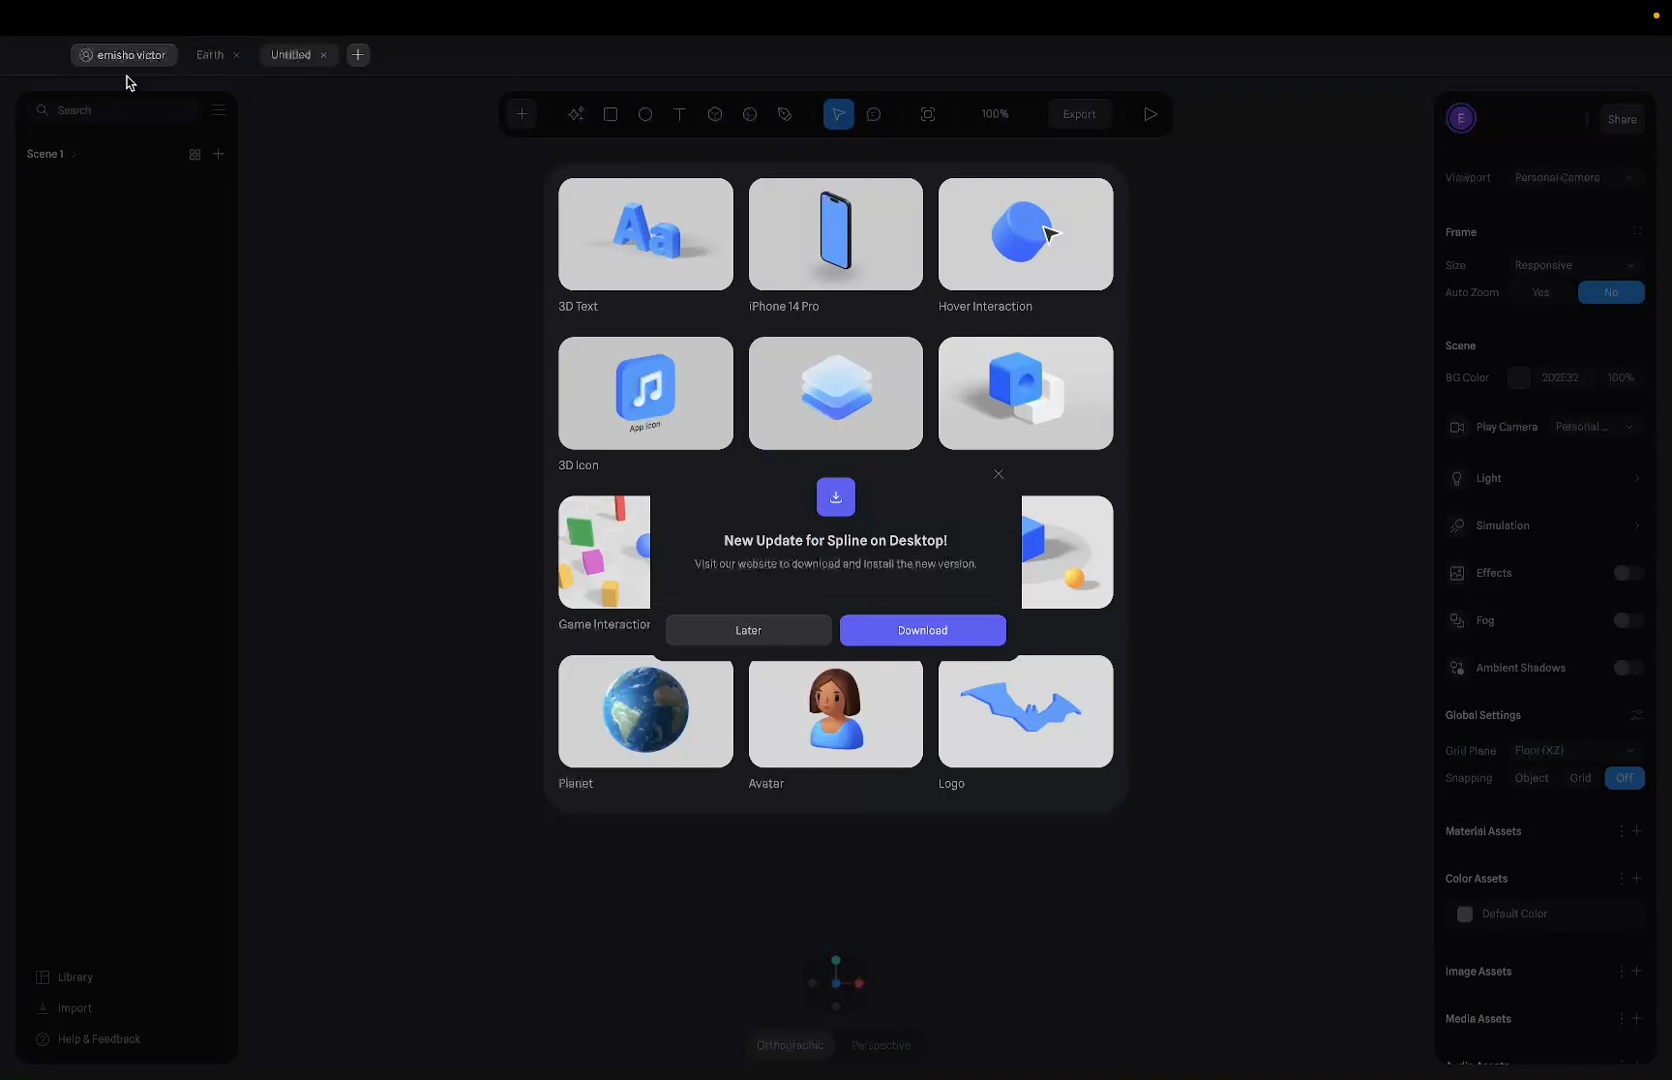 emisho victor
Earth
Untitled
Search
100%
Export
E
Share
Scene 1
Viewport
Personal Camera
Frame
Size
Responsive
Auto Zoom
Yes
No
Scene
BG Color
2D2E32
100%
Play Camera
Personal ...
Light
Simulation
Effects
Fog
Ambient Shadows
Global Settings
Grid Plane
Floor (XZ)
Snapping
Object
Grid
Off
Material Assets
Color Assets
Default Color
Image Assets
Media Assets
Aa
3D Text
iPhone 14 Pro
Hover Interaction
App Icon
3D Icon
New Update for Spline on Desktop!
Visit our website to download and install the new version.
Later
Download
Game Interaction
Planet
Avatar
Logo
Library
Import
Help & Feedback
Orthographic
Perspective